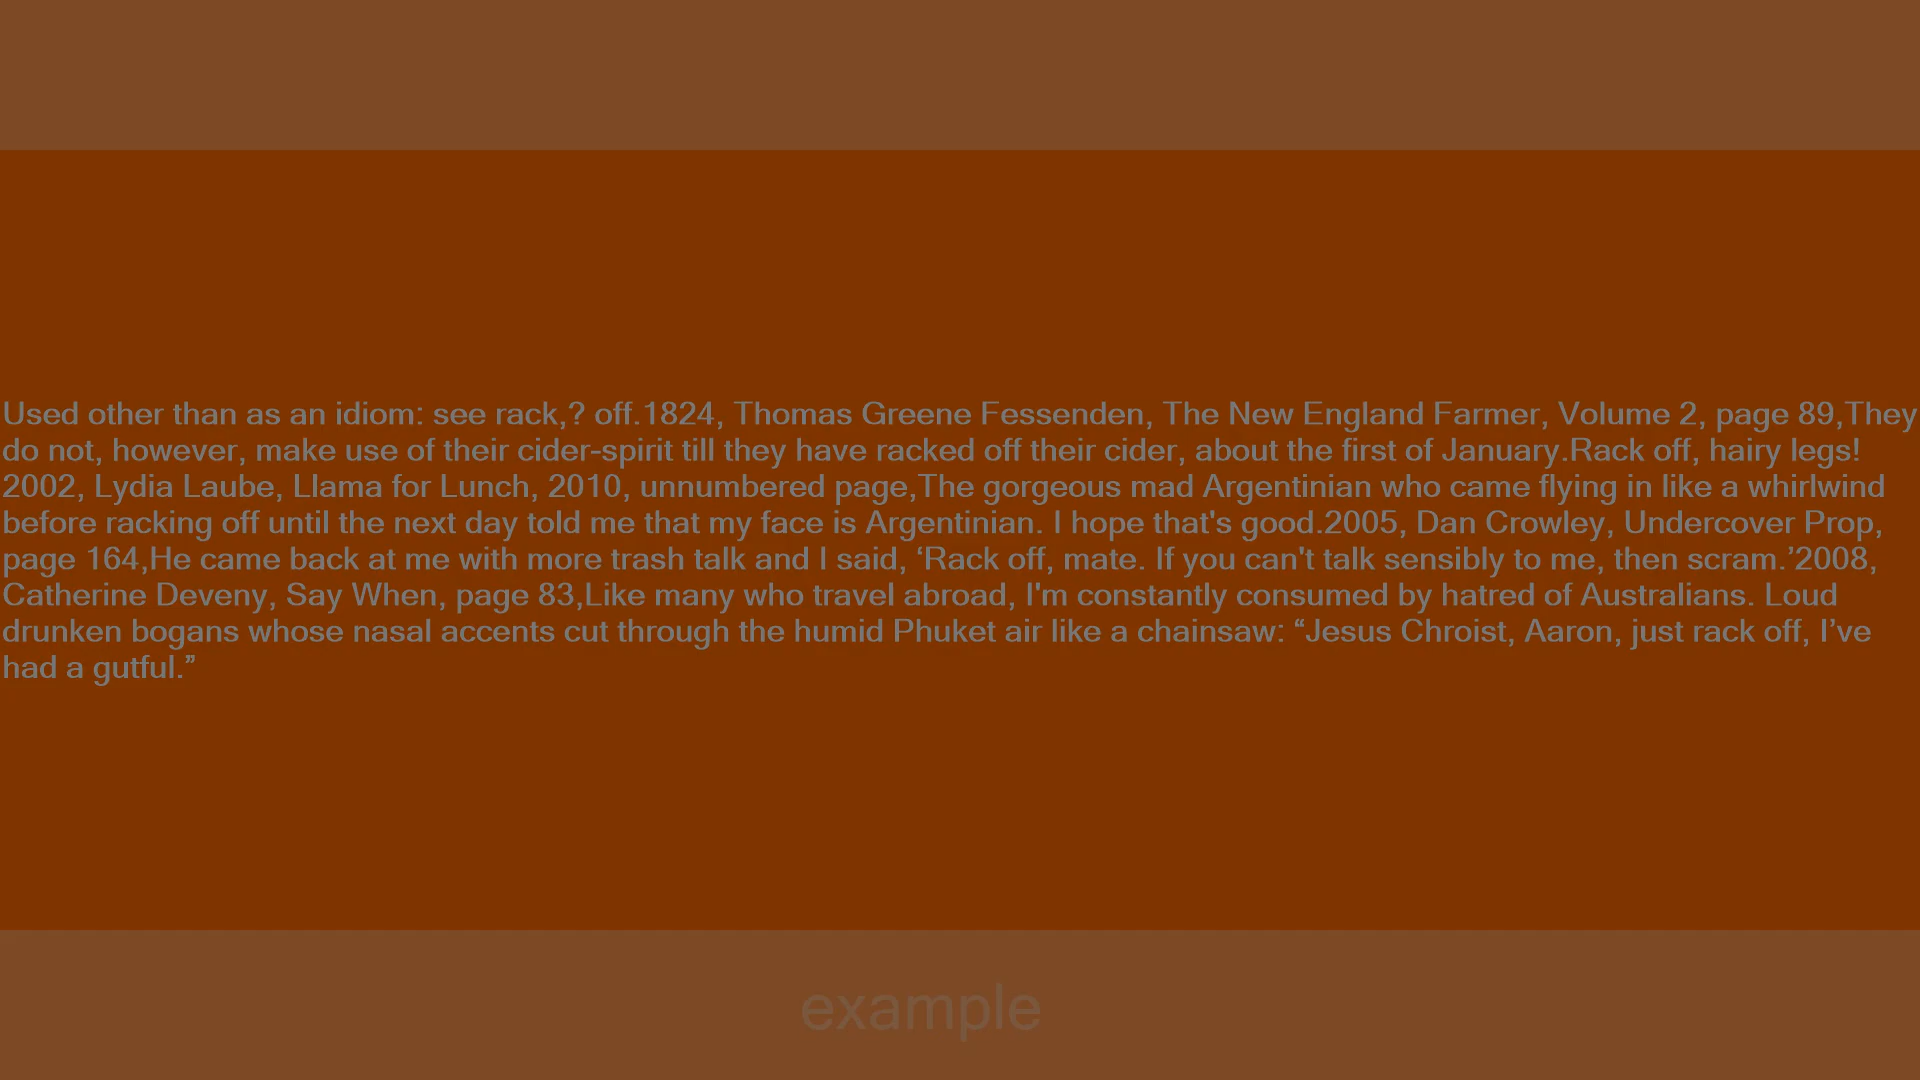 Used other than as an idiom: see rack,? off.1824, Thomas Greene Fessenden, The New England Farmer, Volume 2, page 89,They
do not, however, make use of their cider-spirit till they have racked off their cider, about the first of January.Rack off, hairy legs!
2002, Lydia Laube, Llama for Lunch, 2010, unnumbered page,The gorgeous mad Argentinian who came flying in like a whirlwind
before racking off until the next day told me that my face is Argentinian. I hope that's good.2005, Dan Crowley, Undercover Prop,
page 164,He came back at me with more trash talk and I said, ‘Rack off, mate. If you can't talk sensibly to me, then scram.’2008,
Catherine Deveny, Say When, page 83,Like many who travel abroad, I'm constantly consumed by hatred of Australians. Loud
drunken bogans whose nasal accents cut through the humid Phuket air like a chainsaw: “Jesus Chroist, Aaron, just rack off, I’ve
had a gutful.”
example